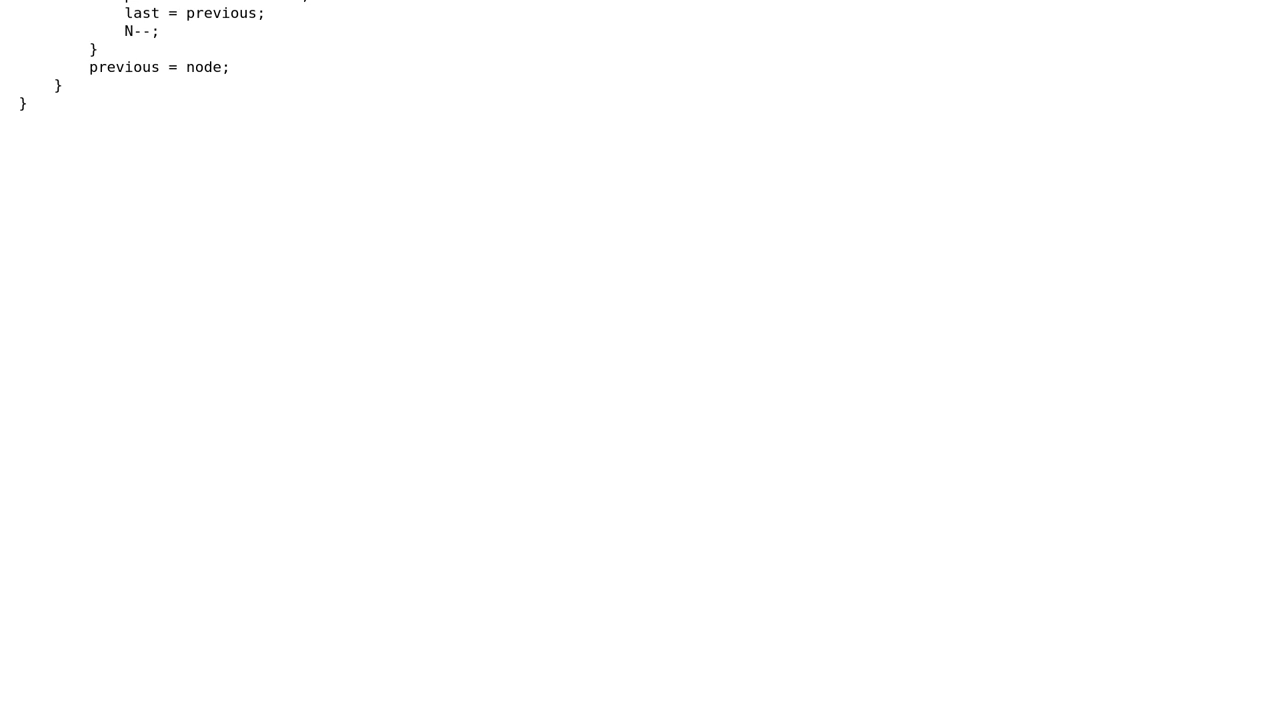 last = previous;
N--;
}
previous = node;
}
}